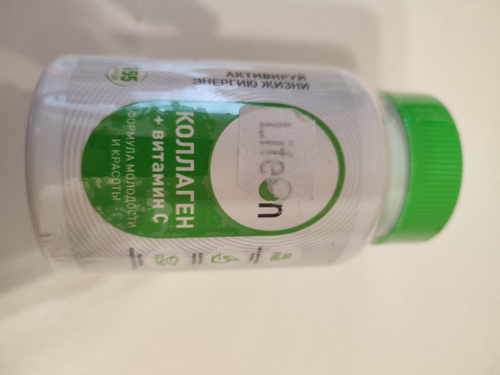 АКТИВИРУЙ
ЭНЕРГИЮ ЖИЗНИ
LifeOn
КОЛЛАГЕН
+ ВИТАМИН С
ФОРМУЛА МОЛОДОСТИ
И КРАСОТЫ